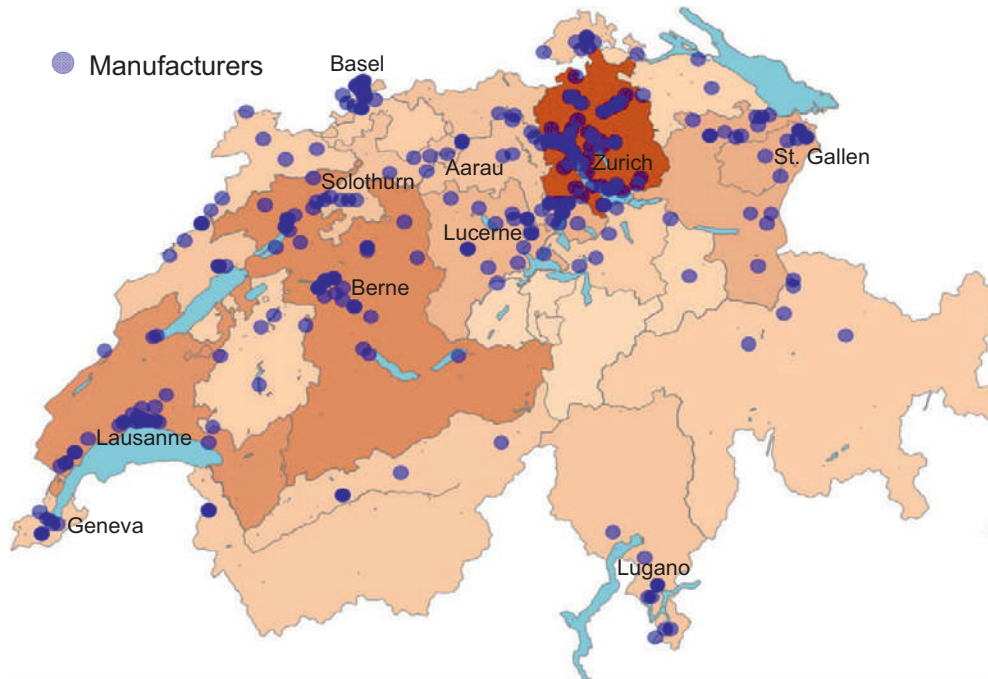 Manufacturers
Basel
Zurich
St. Gallen
Aarau
Solothurn
Lucerne
Berne
Lausanne
Geneva
Lugano